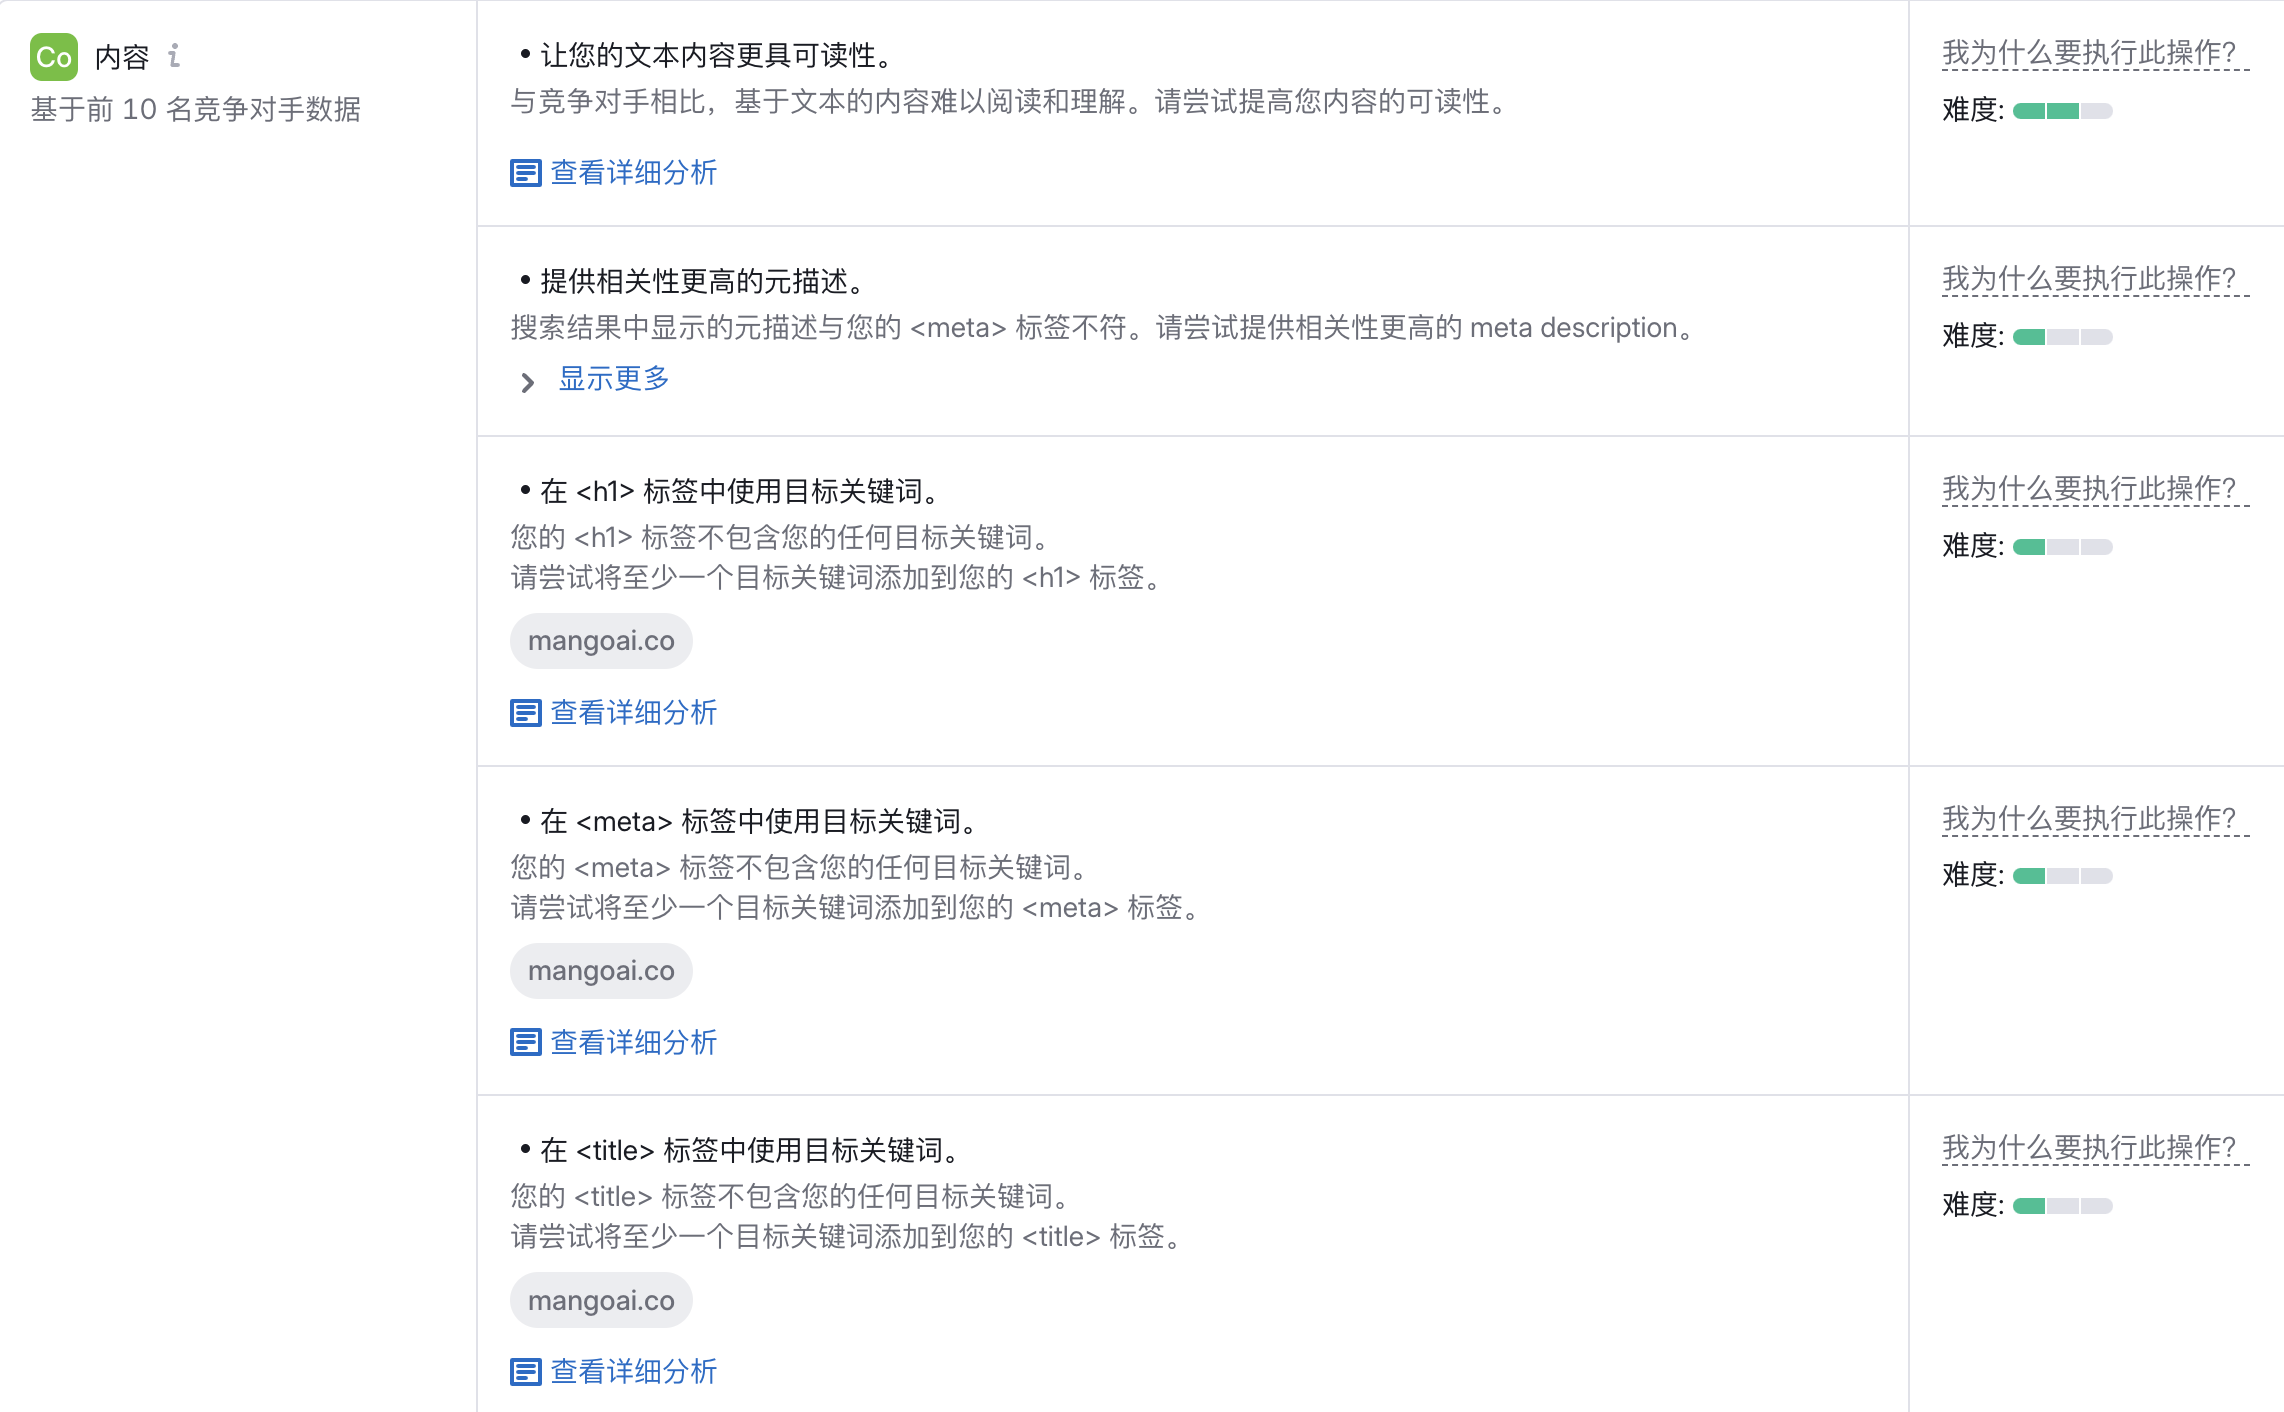 Co 内容 i
基于前 10 名竞争对手数据
• 让您的文本内容更具可读性。
与竞争对手相比，基于文本的内容难以阅读和理解。请尝试提高您内容的可读性。
查看详细分析
我为什么要执行此操作?
难度:
• 提供相关性更高的元描述。
搜索结果中显示的元描述与您的 <meta> 标签不符。请尝试提供相关性更高的 meta description。
显示更多
我为什么要执行此操作?
难度:
• 在 <h1> 标签中使用目标关键词。
您的 <h1> 标签不包含您的任何目标关键词。
请尝试将至少一个目标关键词添加到您的 <h1> 标签。
mangoai.co
查看详细分析
我为什么要执行此操作?
难度:
• 在 <meta> 标签中使用目标关键词。
您的 <meta> 标签不包含您的任何目标关键词。
请尝试将至少一个目标关键词添加到您的 <meta> 标签。
mangoai.co
查看详细分析
我为什么要执行此操作?
难度:
• 在 <title> 标签中使用目标关键词。
您的 <title> 标签不包含您的任何目标关键词。
请尝试将至少一个目标关键词添加到您的 <title> 标签。
mangoai.co
查看详细分析
我为什么要执行此操作?
难度: